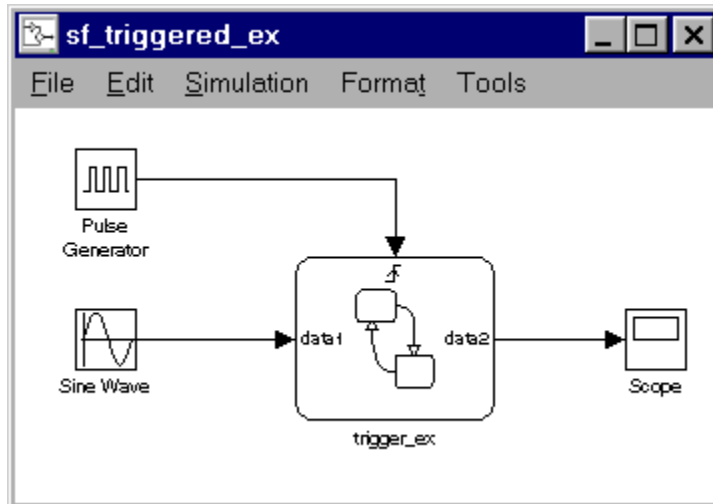 sf_triggered_ex
File Edit Simulation Format Tools
Pulse
Generator
data1
data2
Sine Wave
Scope
trigger_ex